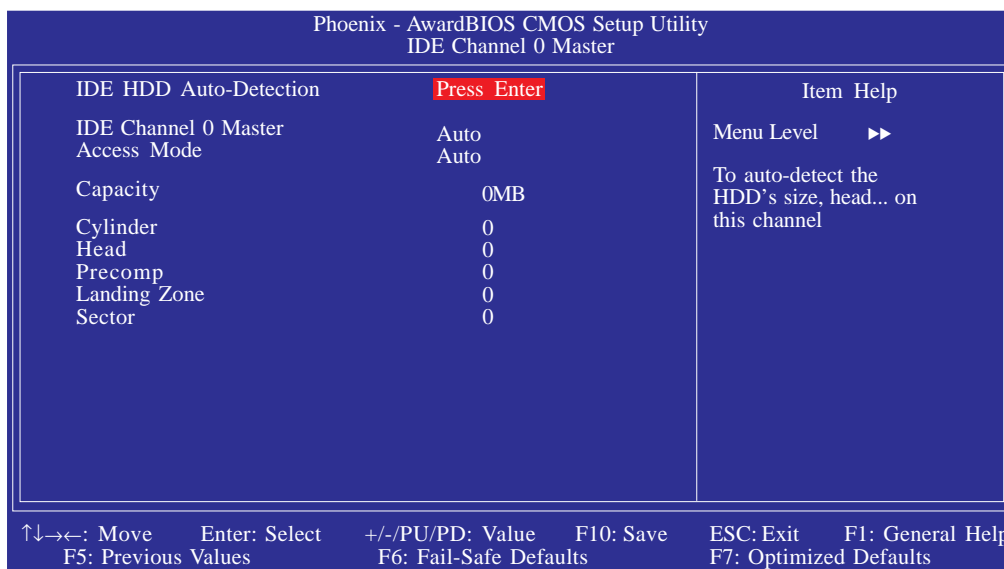 Phoenix - AwardBIOS CMOS Setup Utility
IDE Channel 0 Master
IDE HDD Auto-Detection Press Enter
IDE Channel 0 Master Auto
Access Mode Auto
Capacity 0MB
Cylinder 0
Head 0
Precomp 0
Landing Zone 0
Sector 0
Item Help
Menu Level ▶▶
To auto-detect the
HDD's size, head... on
this channel
↑↓→←: Move Enter: Select +/-/PU/PD: Value F10: Save ESC: Exit F1: General Help
F5: Previous Values F6: Fail-Safe Defaults F7: Optimized Defaults